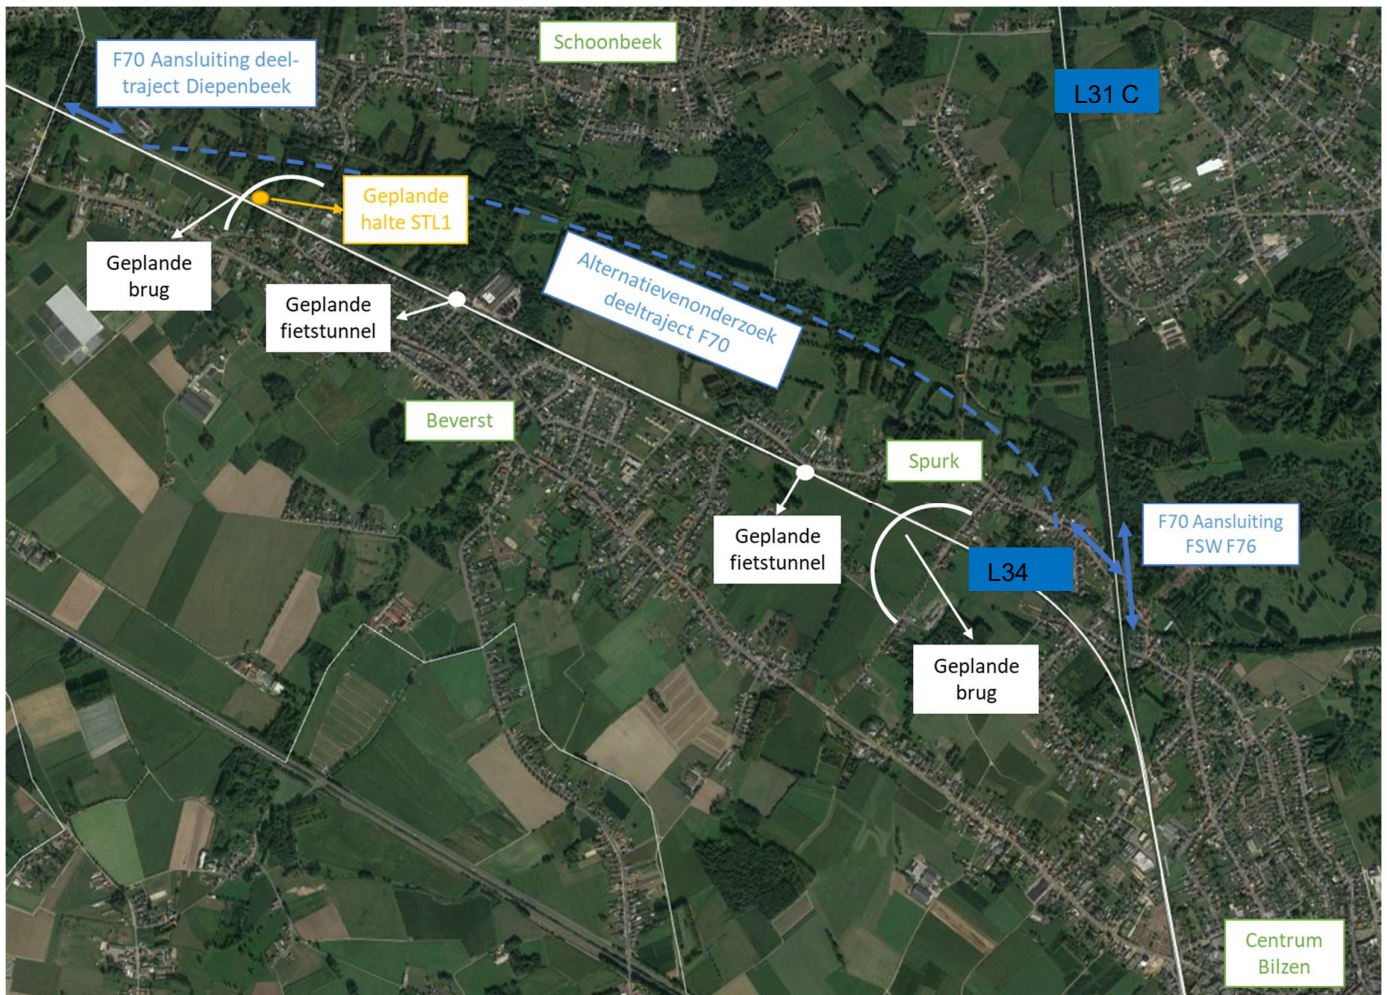 Schoonbeek
F70 Aansluiting deel-
traject Diepenbeek
L31 C
Geplande
halte STL1
Geplande
brug
Geplande
fietstunnel
Alternatievenonderzoek
deeltraject F70
Beverst
Spurk
Geplande
fietstunnel
F70 Aansluiting
FSW F76
L34
Geplande
brug
Centrum
Bilzen